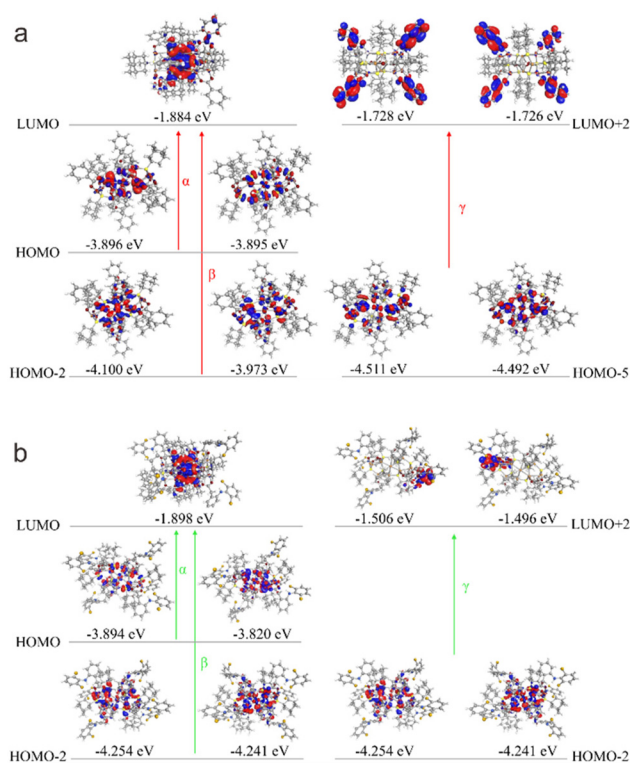 a
-1.884 eV
-1.728 eV
-1.726 eV
LUMO
LUMO+2
α
γ
-3.896 eV
-3.895 eV
HOMO
β
-4.100 eV
-3.973 eV
-4.511 eV
-4.492 eV
HOMO-2
HOMO-5
b
-1.898 eV
-1.506 eV
-1.496 eV
LUMO
LUMO+2
α
γ
-3.894 eV
-3.820 eV
HOMO
β
-4.254 eV
-4.241 eV
-4.254 eV
-4.241 eV
HOMO-2
HOMO-2